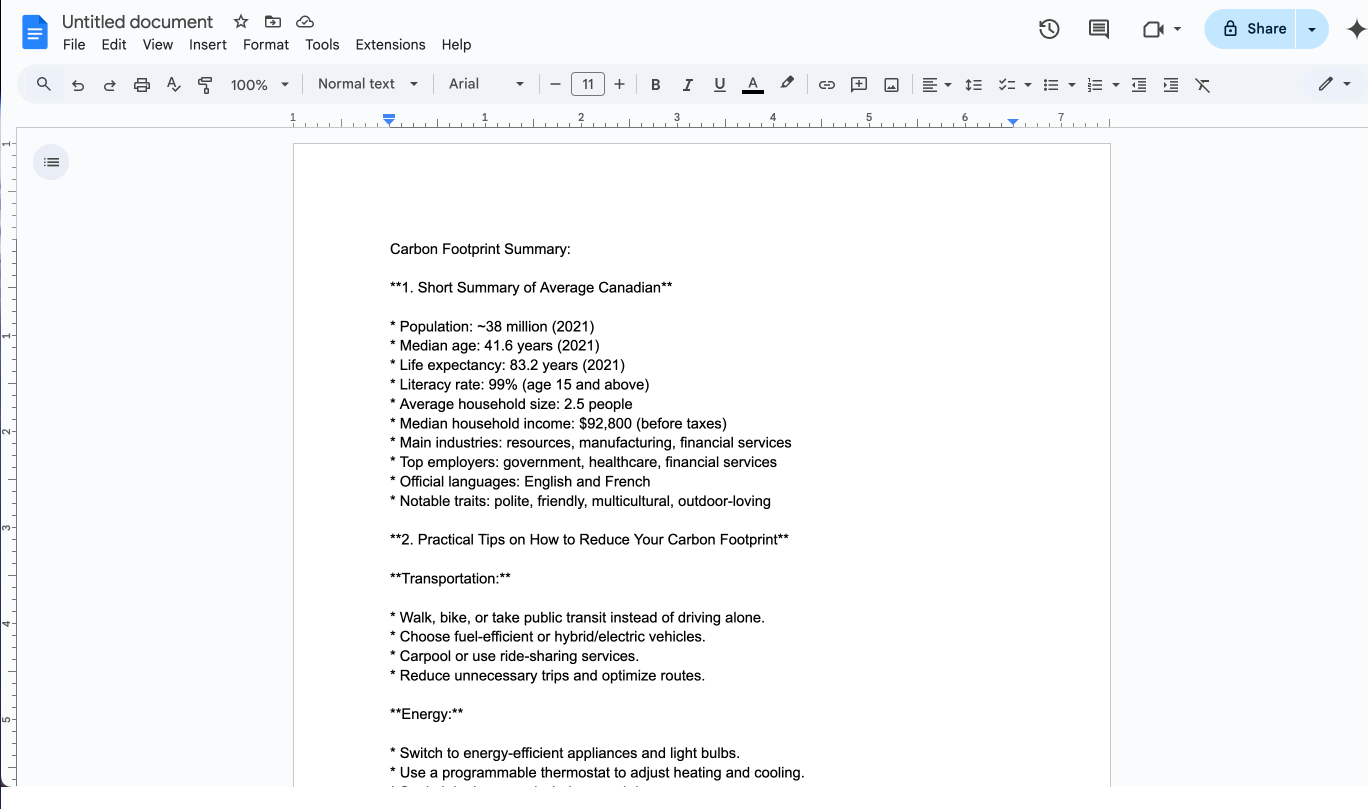 Untitled document
File Edit View Insert Format Tools Extensions Help
Share
100% Normal text Arial 11 B I U A
1 1 2 3 4 5 6 7
1
1
2
3
4
5
Carbon Footprint Summary:
**1. Short Summary of Average Canadian**
* Population: ~38 million (2021)
* Median age: 41.6 years (2021)
* Life expectancy: 83.2 years (2021)
* Literacy rate: 99% (age 15 and above)
* Average household size: 2.5 people
* Median household income: $92,800 (before taxes)
* Main industries: resources, manufacturing, financial services
* Top employers: government, healthcare, financial services
* Official languages: English and French
* Notable traits: polite, friendly, multicultural, outdoor-loving
**2. Practical Tips on How to Reduce Your Carbon Footprint**
**Transportation:**
* Walk, bike, or take public transit instead of driving alone.
* Choose fuel-efficient or hybrid/electric vehicles.
* Carpool or use ride-sharing services.
* Reduce unnecessary trips and optimize routes.
**Energy:**
* Switch to energy-efficient appliances and light bulbs.
* Use a programmable thermostat to adjust heating and cooling.